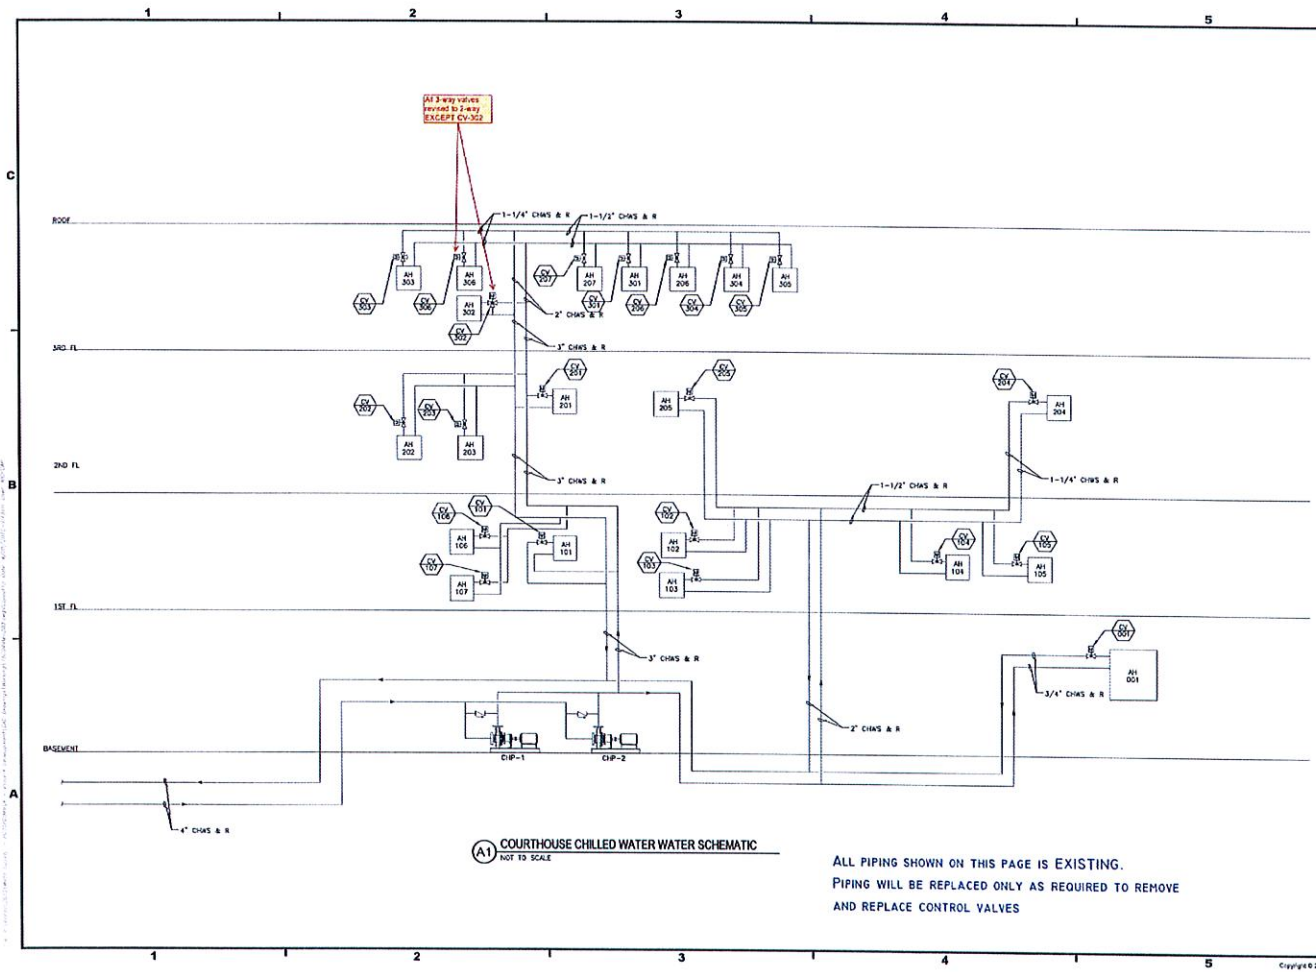 1 2 3 4 5
All 3-way valves
revised to 2-way
EXCEPT CV-302
C
ROOF
1-1/4" CHWS & R
1-1/2" CHWS & R
AH
303
AH
306
AH
207
AH
301
AH
206
AH
304
AH
305
CV
303
CV
306
CV
207
CV
301
CV
206
CV
304
CV
305
AH
302
CV
302
2" CHWS & R
3" CHWS & R
3RD FL
CV
201
CV
205
CV
204
CV
202
CV
203
AH
201
AH
205
AH
204
AH
202
AH
203
2ND FL
B
3" CHWS & R
1-1/4" CHWS & R
1-1/2" CHWS & R
CV
106
CV
101
CV
102
CV
104
CV
105
AH
106
AH
101
AH
102
CV
107
CV
103
AH
104
AH
105
AH
107
AH
103
1ST FL
CV
001
3" CHWS & R
AH
001
3/4" CHWS & R
2" CHWS & R
BASEMENT
CHP-1
CHP-2
A
4" CHWS & R
A1 COURTHOUSE CHILLED WATER WATER SCHEMATIC
NOT TO SCALE
ALL PIPING SHOWN ON THIS PAGE IS EXISTING.
PIPING WILL BE REPLACED ONLY AS REQUIRED TO REMOVE
AND REPLACE CONTROL VALVES
1 2 3 4 5
Copyright ©